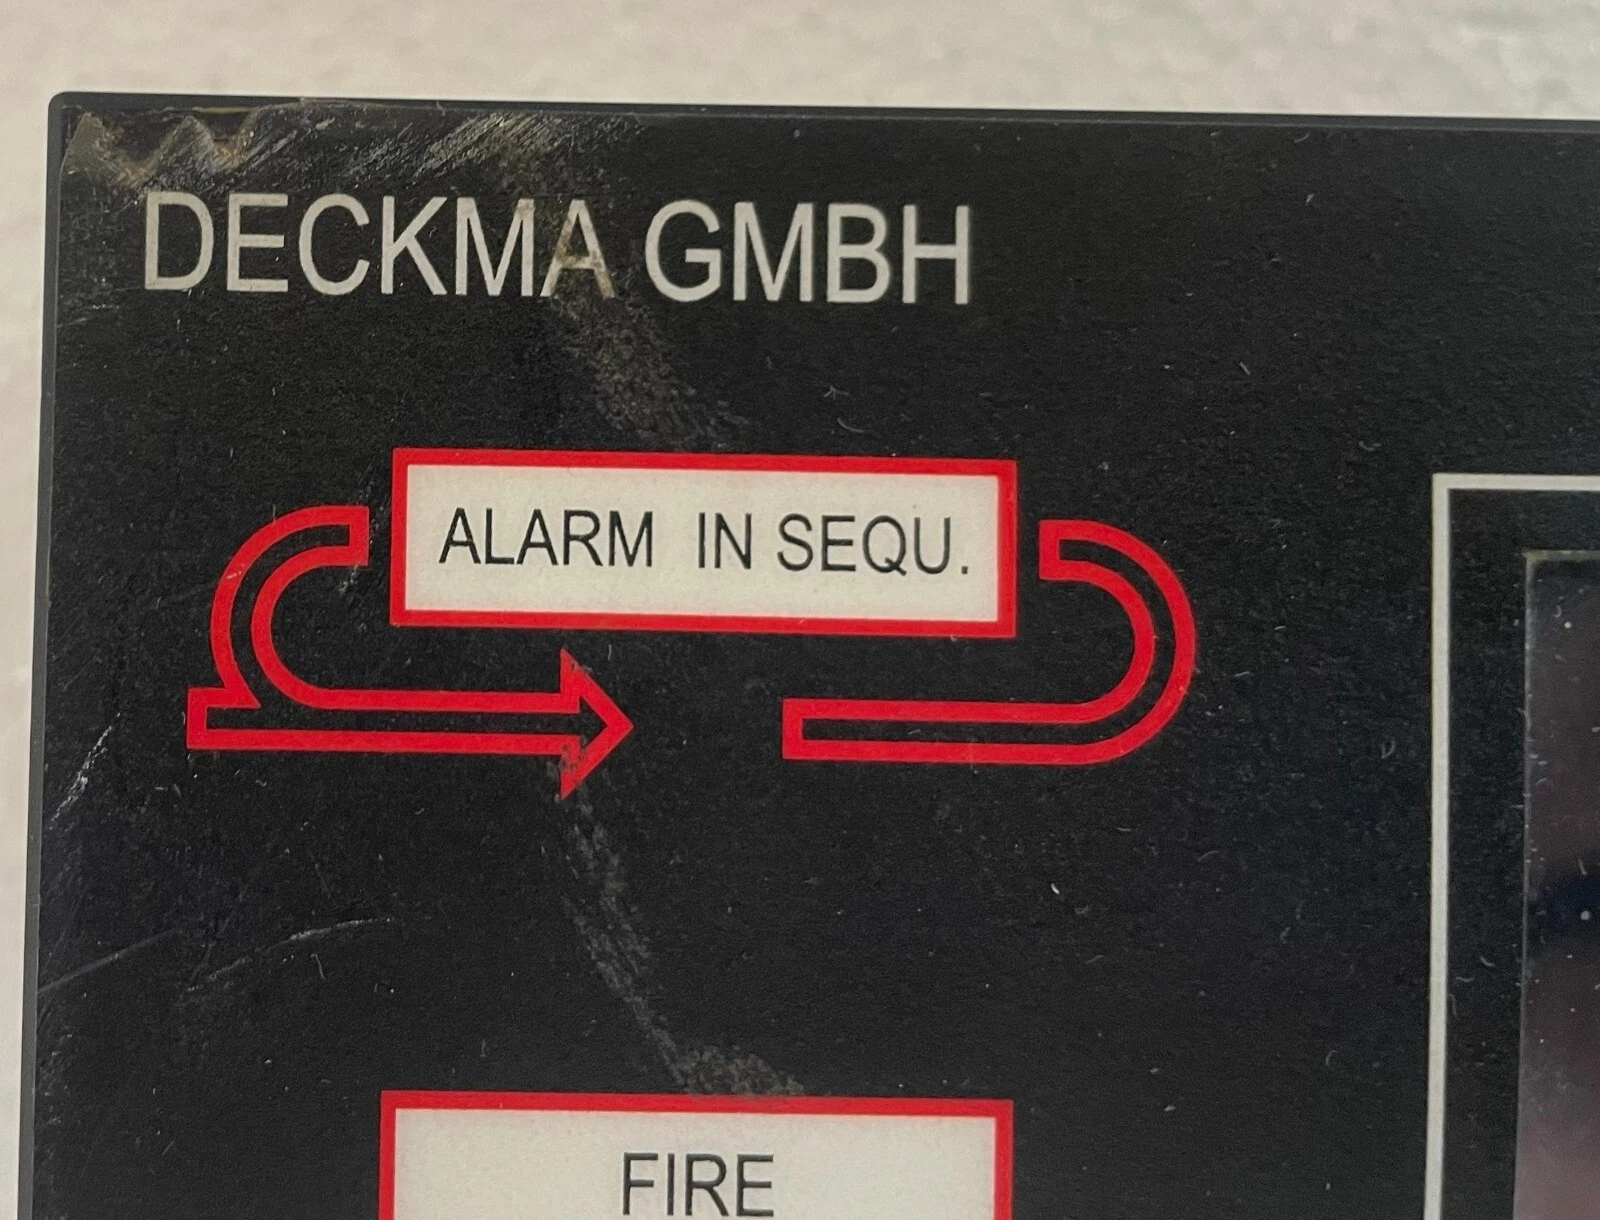 DECKMA GMBH
ALARM IN SEQU.
FIRE